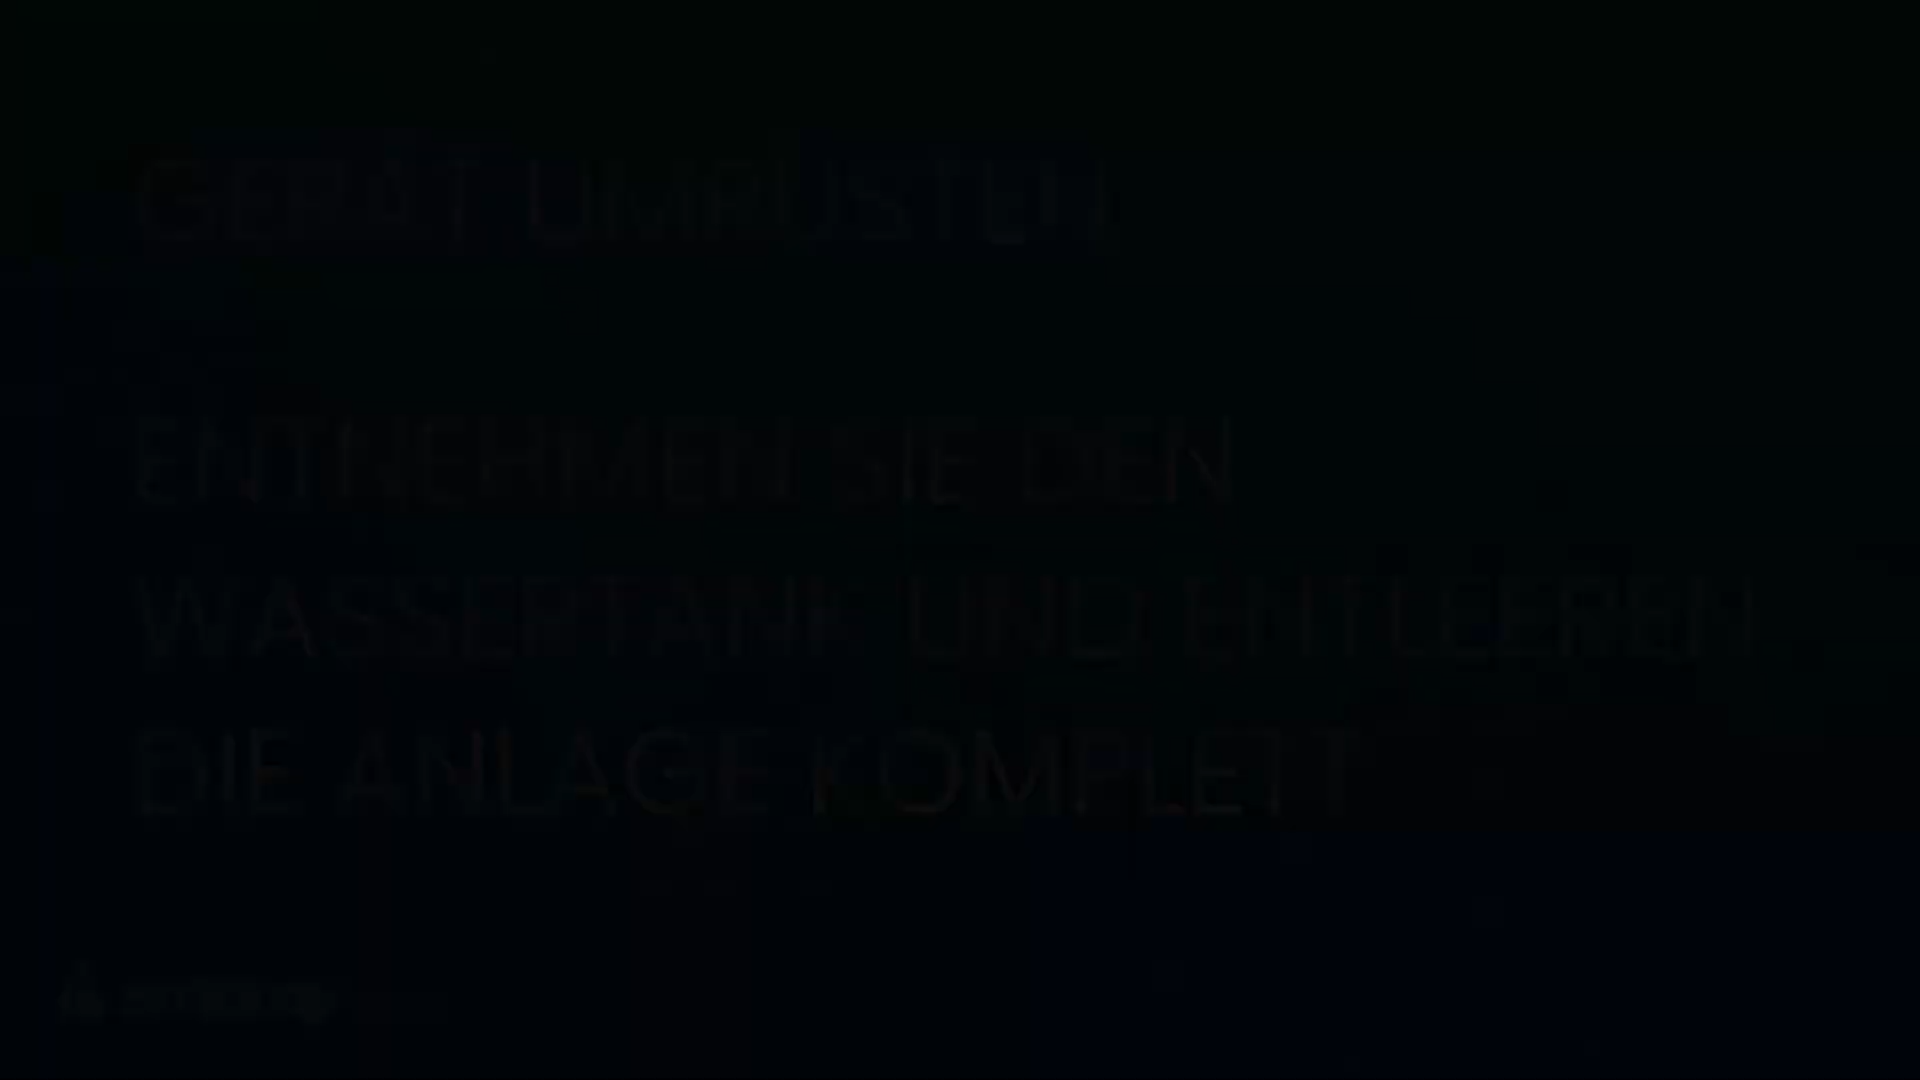 GERÄT UMRÜSTEN
ENTNEHMEN SIE DEN
WASSERTANK UND ENTLEEREN
DIE ANLAGE KOMPLETT